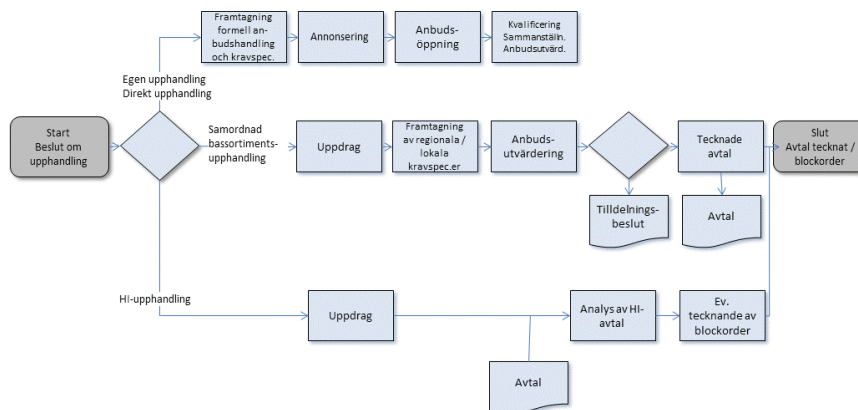 Framtagning
formell an-
budshandling
och kravspec.
Annonsering
Anbuds-
öppning
Kvalificering
Sammanställn.
Anbudsutvärd.
Egen upphandling
Direkt upphandling
Start
Beslut om
upphandling
Samordnad
bassortiments-
upphandling
Uppdrag
Framtagning
av regionala /
lokala
kravspec.er
Anbuds-
utvärdering
Tecknade
avtal
Slut
Avtal tecknat /
blockorder
Tilldelnings-
beslut
Avtal
HI-upphandling
Uppdrag
Analys av HI-
avtal
Ev.
tecknande av
blockorder
Avtal